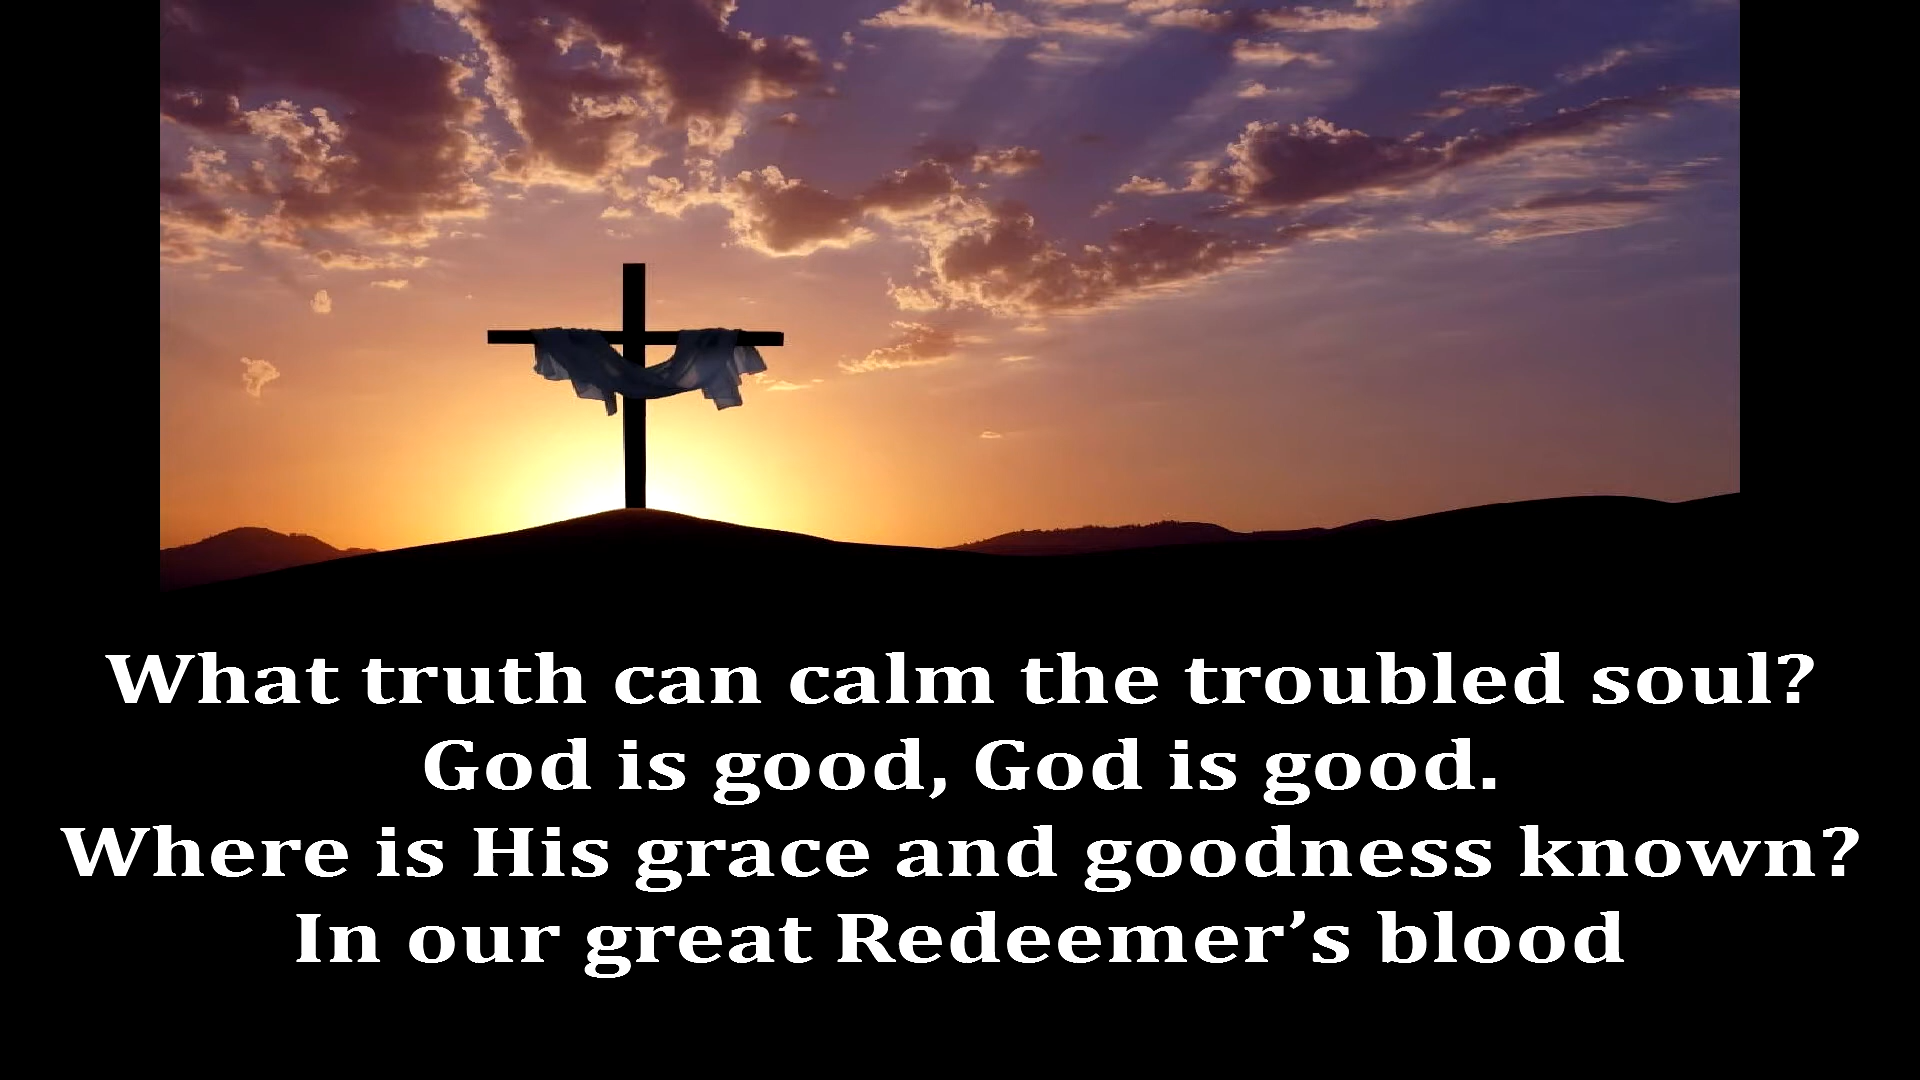 What truth can calm the troubled soul?
God is good, God is good.
Where is His grace and goodness known?
In our great Redeemer’s blood